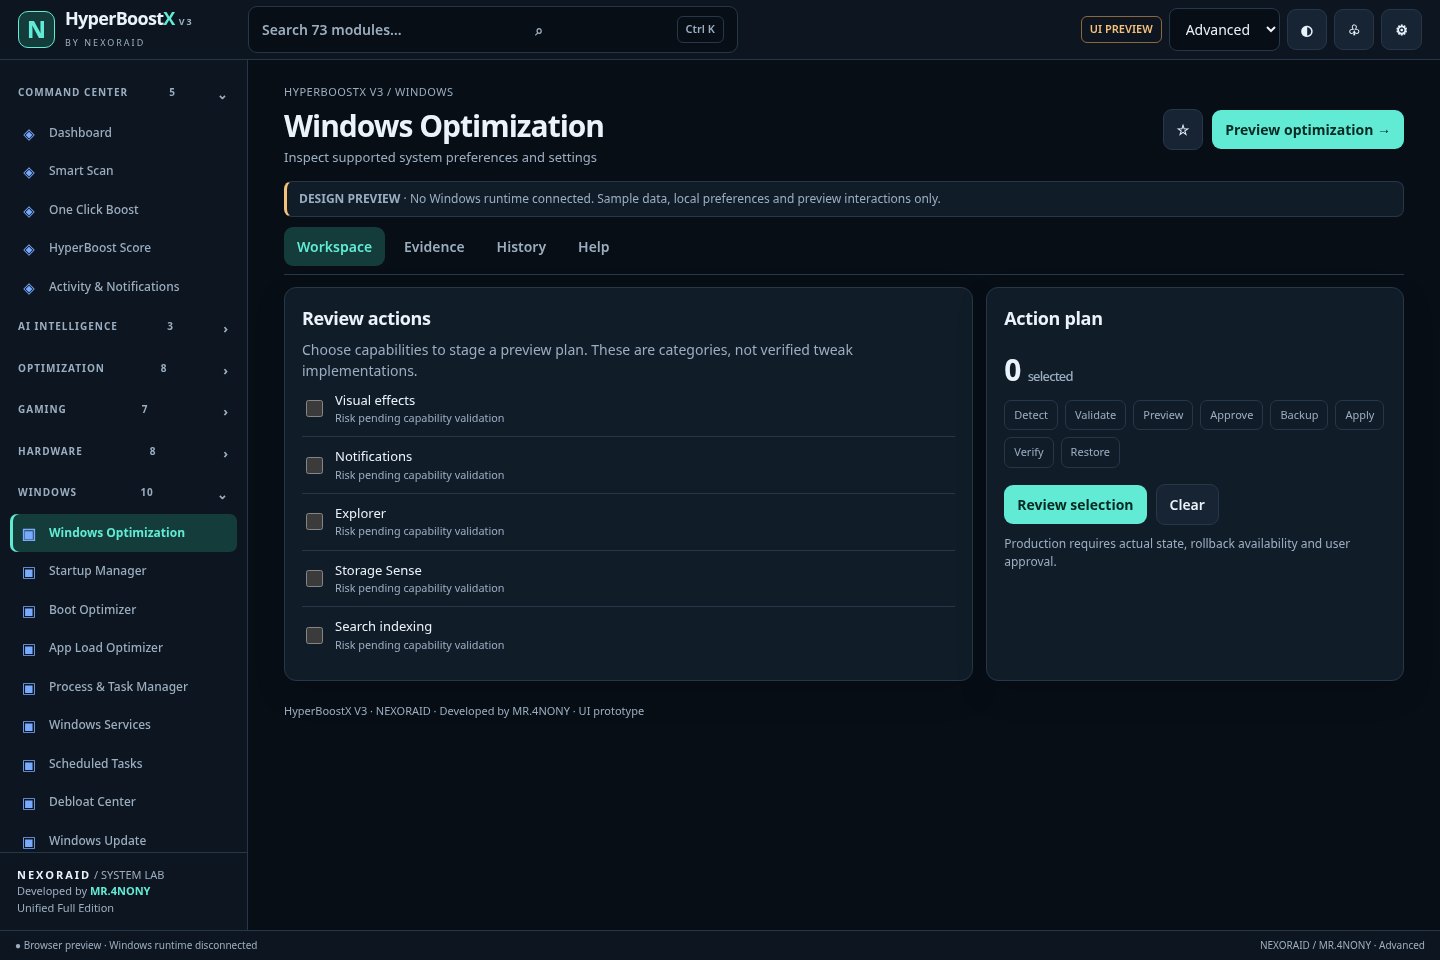 N
HyperBoostX V3
BY NEXORAID
Search 73 modules...
Ctrl K
UI PREVIEW
Advanced
COMMAND CENTER 5
Dashboard
Smart Scan
One Click Boost
HyperBoost Score
Activity & Notifications
AI INTELLIGENCE 3
OPTIMIZATION 8
GAMING 7
HARDWARE 8
WINDOWS 10
Windows Optimization
Startup Manager
Boot Optimizer
App Load Optimizer
Process & Task Manager
Windows Services
Scheduled Tasks
Debloat Center
Windows Update
NEXORAID / SYSTEM LAB
Developed by MR.4NONY
Unified Full Edition
HYPERBOOSTX V3 / WINDOWS
Windows Optimization
Inspect supported system preferences and settings
☆
Preview optimization →
DESIGN PREVIEW · No Windows runtime connected. Sample data, local preferences and preview interactions only.
Workspace Evidence History Help
Review actions
Choose capabilities to stage a preview plan. These are categories, not verified tweak
implementations.
Visual effects
Risk pending capability validation
Notifications
Risk pending capability validation
Explorer
Risk pending capability validation
Storage Sense
Risk pending capability validation
Search indexing
Risk pending capability validation
Action plan
0 selected
Detect Validate Preview Approve Backup Apply
Verify Restore
Review selection Clear
Production requires actual state, rollback availability and user
approval.
HyperBoostX V3 · NEXORAID · Developed by MR.4NONY · UI prototype
● Browser preview · Windows runtime disconnected
NEXORAID / MR.4NONY · Advanced